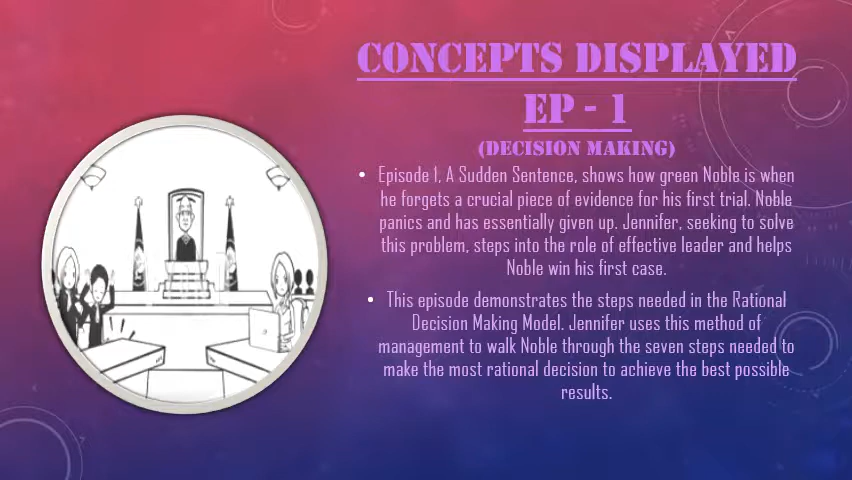 CONCEPTS DISPLAYED
EP - 1
(DECISION MAKING)
• Episode 1, A Sudden Sentence, shows how green Noble is when
he forgets a crucial piece of evidence for his first trial. Noble
panics and has essentially given up. Jennifer, seeking to solve
this problem, steps into the role of effective leader and helps
Noble win his first case.
• This episode demonstrates the steps needed in the Rational
Decision Making Model. Jennifer uses this method of
management to walk Noble through the seven steps needed to
make the most rational decision to achieve the best possible
results.